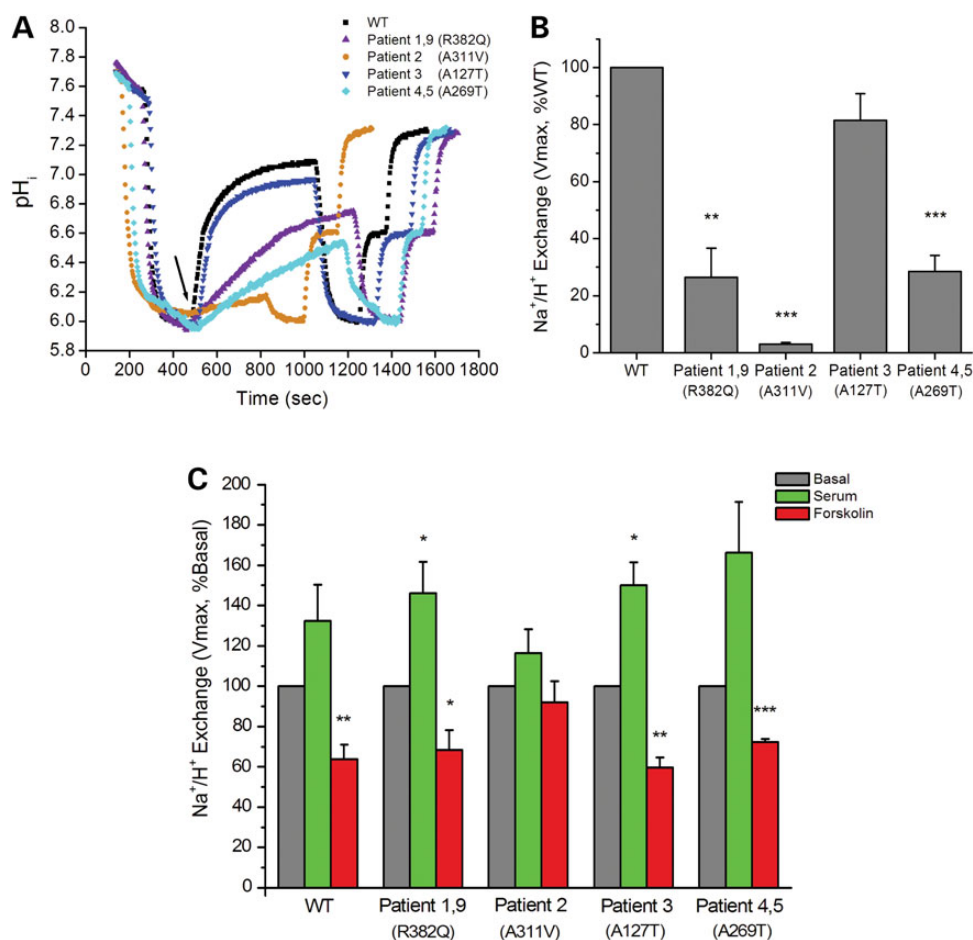 A
WT
Patient 1,9 (R382Q)
Patient 2 (A311V)
Patient 3 (A127T)
Patient 4,5 (A269T)
8.0
7.8
7.6
7.4
7.2
7.0
6.8
6.6
6.4
6.2
6.0
5.8
pHi
0 200 400 600 800 1000 1200 1400 1600 1800
Time (sec)
B
100
80
60
40
20
0
Na+/H+ Exchange (Vmax, %WT)
** *** ***
WT Patient 1,9 Patient 2 Patient 3 Patient 4,5
(R382Q) (A311V) (A127T) (A269T)
C
Basal
Serum
Forskolin
200
180
160
140
120
100
80
60
40
20
0
Na+/H+ Exchange (Vmax, %Basal)
* *
** * ** ***
WT Patient 1,9 Patient 2 Patient 3 Patient 4,5
(R382Q) (A311V) (A127T) (A269T)